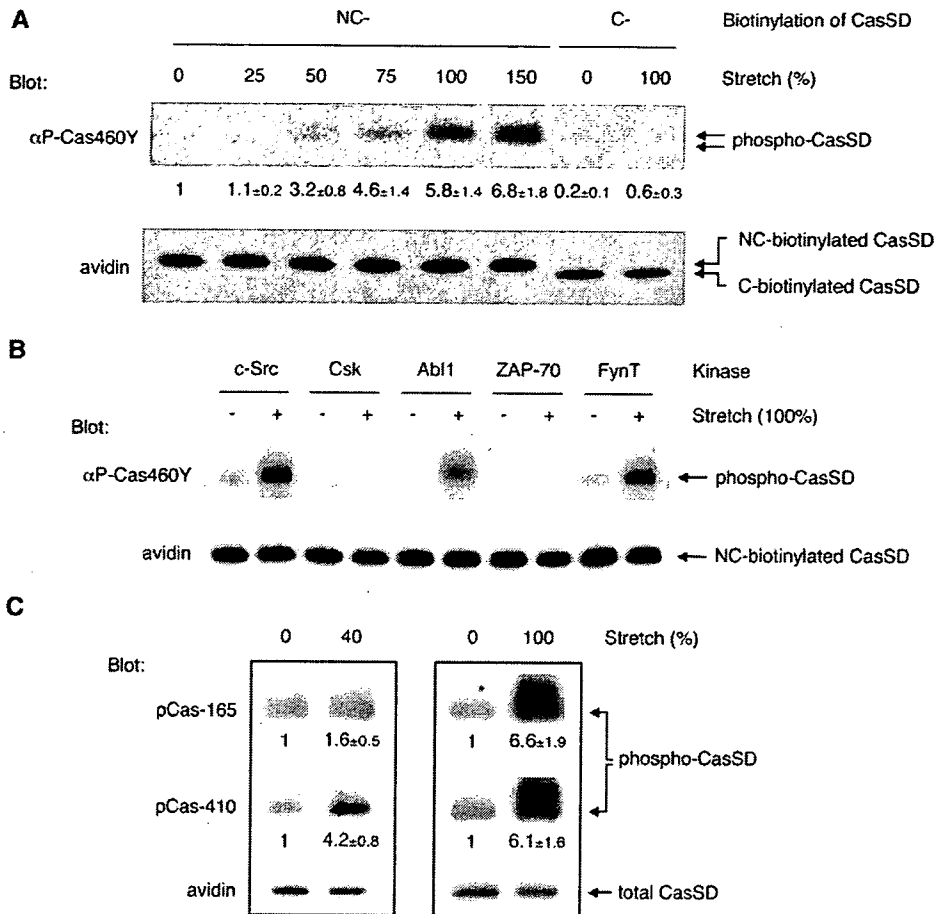 A
NC- C- Biotinylation of CasSD
Blot: 0 25 50 75 100 150 0 100 Stretch (%)
αP-Cas460Y phospho-CasSD
1 1.1±0.2 3.2±0.8 4.6±1.4 5.8±1.4 6.8±1.8 0.2±0.1 0.6±0.3
NC-biotinylated CasSD
avidin
C-biotinylated CasSD
B
c-Src Csk Abl1 ZAP-70 FynT Kinase
- + - + - + - + - + Stretch (100%)
Blot:
αP-Cas460Y phospho-CasSD
avidin NC-biotinylated CasSD
C
0 40 0 100 Stretch (%)
Blot:
pCas-165
1 1.6±0.5 1 6.6±1.9
phospho-CasSD
pCas-410
1 4.2±0.8 1 6.1±1.6
avidin total CasSD